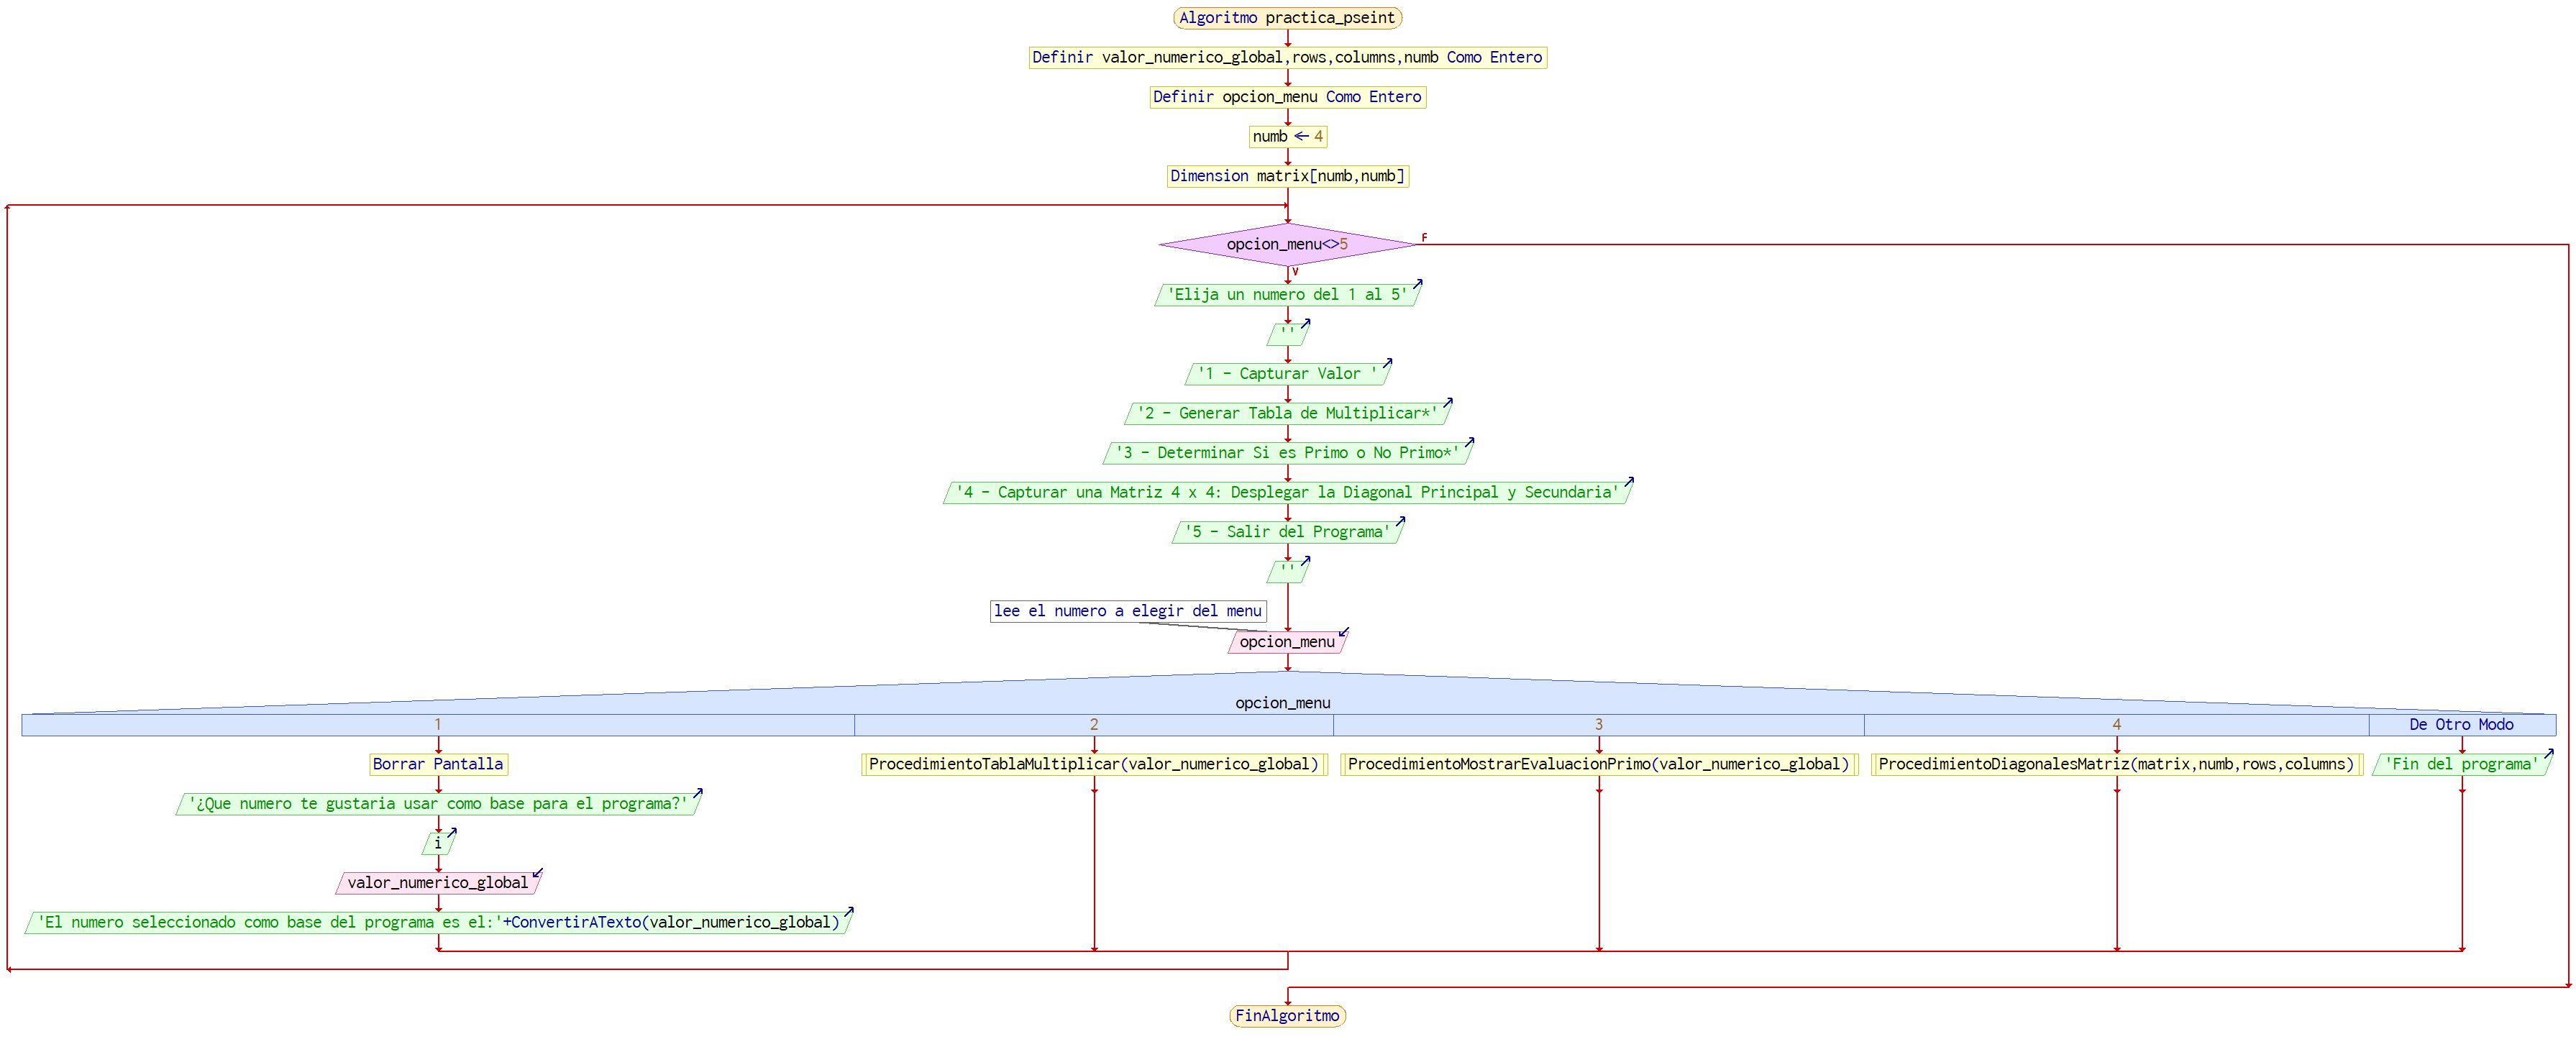 Algoritmo practica_pseint
Definir valor_numerico_global,rows,columns,numb Como Entero
Definir opcion_menu Como Entero
numb ← 4
Dimension matrix[numb,numb]
opcion_menu<>5
F
V
'Elija un numero del 1 al 5'
''
'1 - Capturar Valor '
'2 - Generar Tabla de Multiplicar*'
'3 - Determinar Si es Primo o No Primo*'
'4 - Capturar una Matriz 4 x 4: Desplegar la Diagonal Principal y Secundaria'
'5 - Salir del Programa'
''
lee el numero a elegir del menu
opcion_menu
opcion_menu
1
2
3
4
De Otro Modo
Borrar Pantalla
ProcedimientoTablaMultiplicar(valor_numerico_global)
ProcedimientoMostrarEvaluacionPrimo(valor_numerico_global)
ProcedimientoDiagonalesMatriz(matrix,numb,rows,columns)
'Fin del programa'
'¿Que numero te gustaria usar como base para el programa?'
i
valor_numerico_global
'El numero seleccionado como base del programa es el:'+ConvertirATexto(valor_numerico_global)
FinAlgoritmo